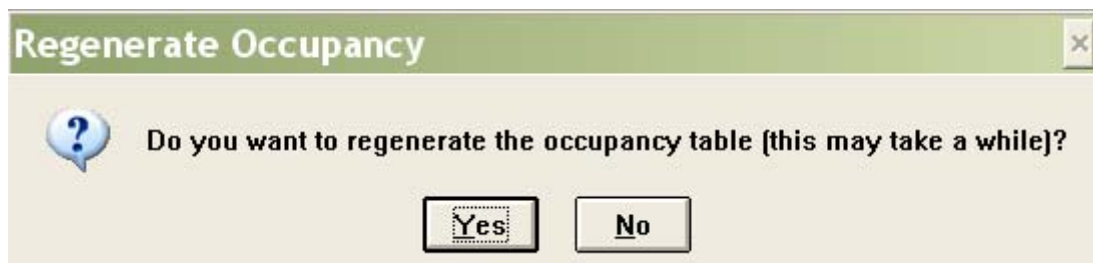 Regenerate Occupancy
Do you want to regenerate the occupancy table (this may take a while)?
Yes No